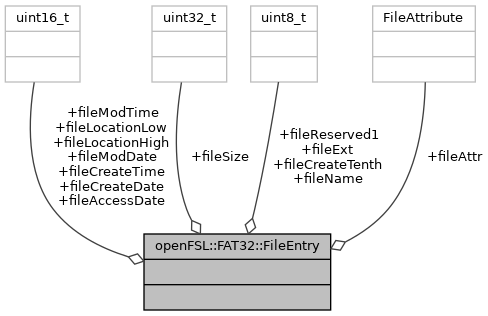 uint16_t
uint32_t
uint8_t
FileAttribute
+fileModTime
+fileLocationLow
+fileLocationHigh
+fileModDate
+fileCreateTime
+fileCreateDate
+fileAccessDate
+fileSize
+fileReserved1
+fileExt
+fileCreateTenth
+fileName
+fileAttr
openFSL::FAT32::FileEntry